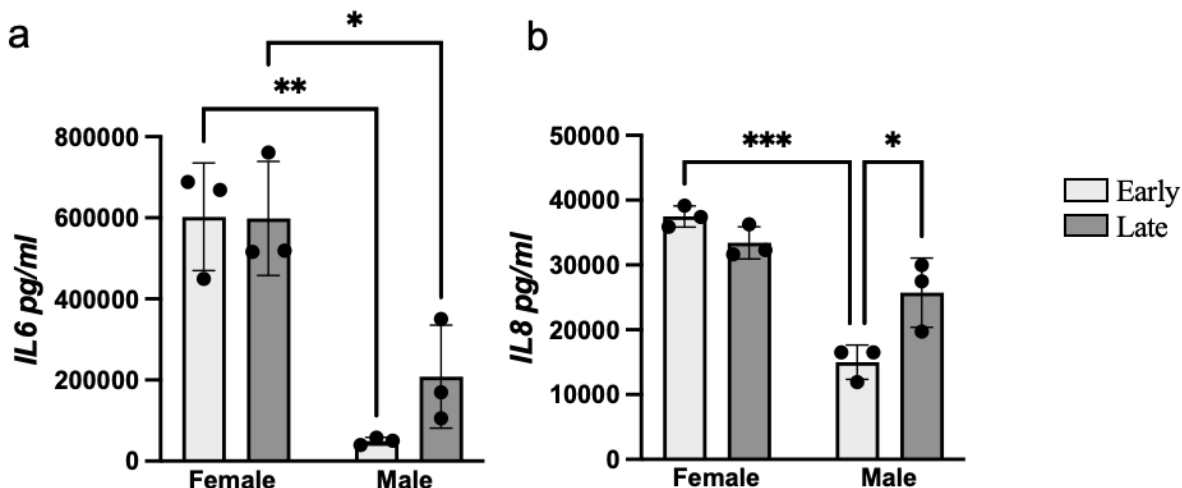 a
*
**
IL6 pg/ml
800000
600000
400000
200000
0
Female
Male
b
***
*
IL8 pg/ml
50000
40000
30000
20000
10000
0
Female
Male
Early
Late